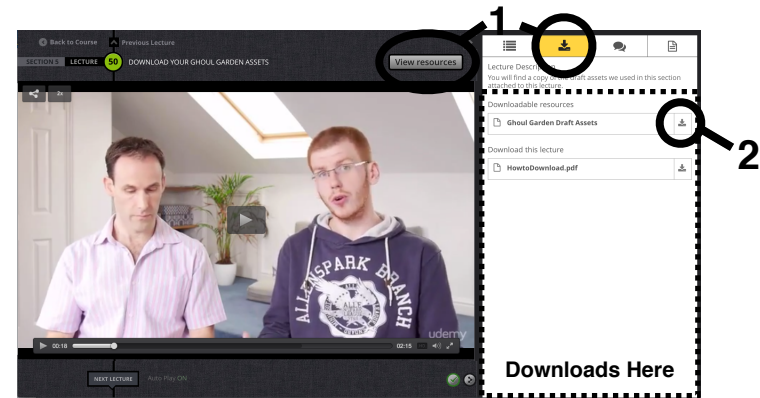 1
Back to Course
Previous Lecture
SECTION 5 LECTURE 50 DOWNLOAD YOUR GHOUL GARDEN ASSETS
View resources
2x
ALLENSPARK BRANCH
udemy
00:18
02:15
NEXT LECTURE
Auto Play ON
Lecture Description
You will find a copy of the draft assets we used in this section
attached to this lecture.
Downloadable resources
Ghoul Garden Draft Assets
2
Download this lecture
HowtoDownload.pdf
Downloads Here